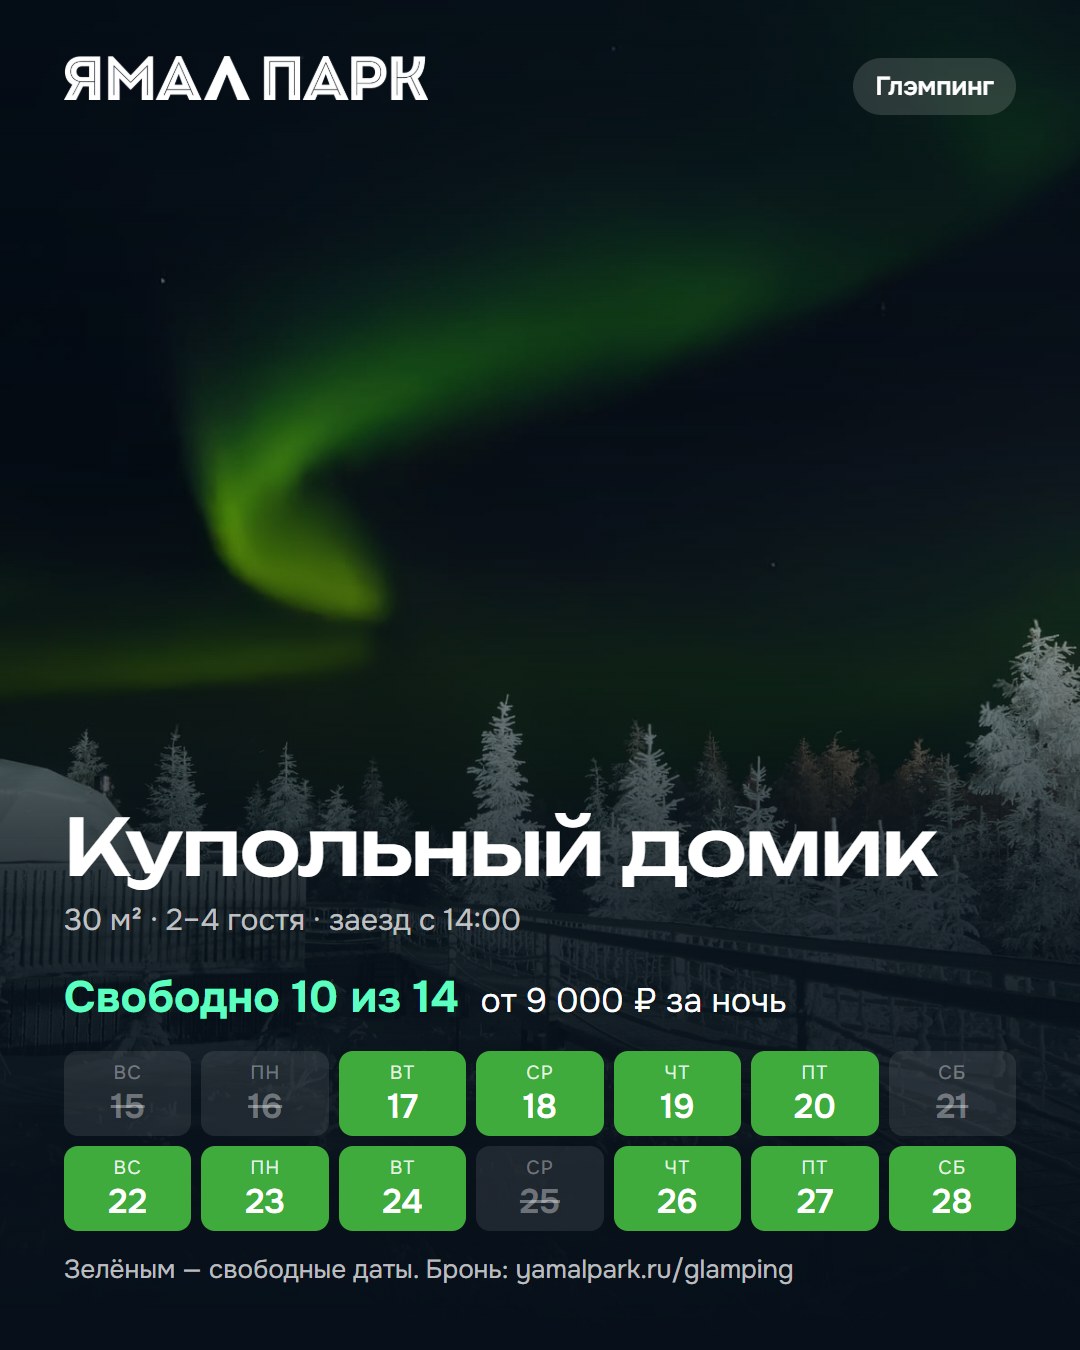 ЯМАЛ ПАРК
Глэмпинг
Купольный домик
30 м² · 2–4 гостя · заезд с 14:00
Свободно 10 из 14 от 9 000 ₽ за ночь
ВС ПН ВТ СР ЧТ ПТ СБ
15 16 17 18 19 20 21
ВС ПН ВТ СР ЧТ ПТ СБ
22 23 24 25 26 27 28
Зелёным — свободные даты. Бронь: yamalpark.ru/glamping